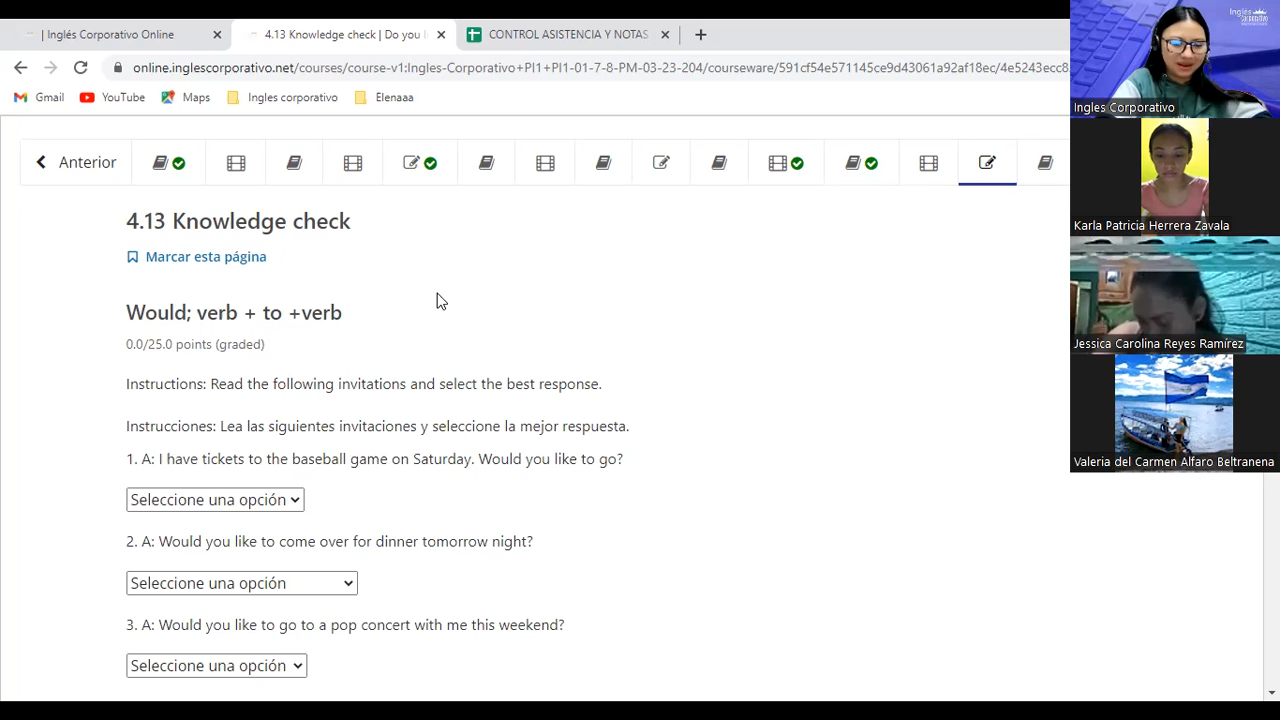 | Inglés Corporativo Online
4.13 Knowledge check | Do you l
CONTROL ASISTENCIA Y NOTAS
online.inglescorporativo.net/courses/course-v1:Ingles-Corporativo+PI1+PI1-01-7-8-PM-03-23-204/courseware/591cf54e571145ce9d43061a92af18ec/4e5243ecc8
Gmail
YouTube
Maps
Ingles corporativo
Elenaaa
Anterior
4.13 Knowledge check
Marcar esta página
Would; verb + to +verb
0.0/25.0 points (graded)
Instructions: Read the following invitations and select the best response.
Instrucciones: Lea las siguientes invitaciones y seleccione la mejor respuesta.
1. A: I have tickets to the baseball game on Saturday. Would you like to go?
Seleccione una opción
2. A: Would you like to come over for dinner tomorrow night?
Seleccione una opción
3. A: Would you like to go to a pop concert with me this weekend?
Seleccione una opción
Inglés
CORPORATIVO
Ingles Corporativo
Karla Patricia Herrera Zavala
Jessica Carolina Reyes Ramírez
Valeria del Carmen Alfaro Beltranena